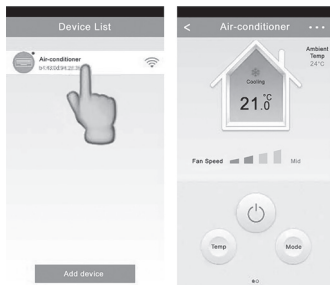 Device List
Air-conditioner
Add device
< Air-conditioner ...
Ambient
Temp
24°C
Cooling
21.0°C
Fan Speed Mid
Temp
Mode